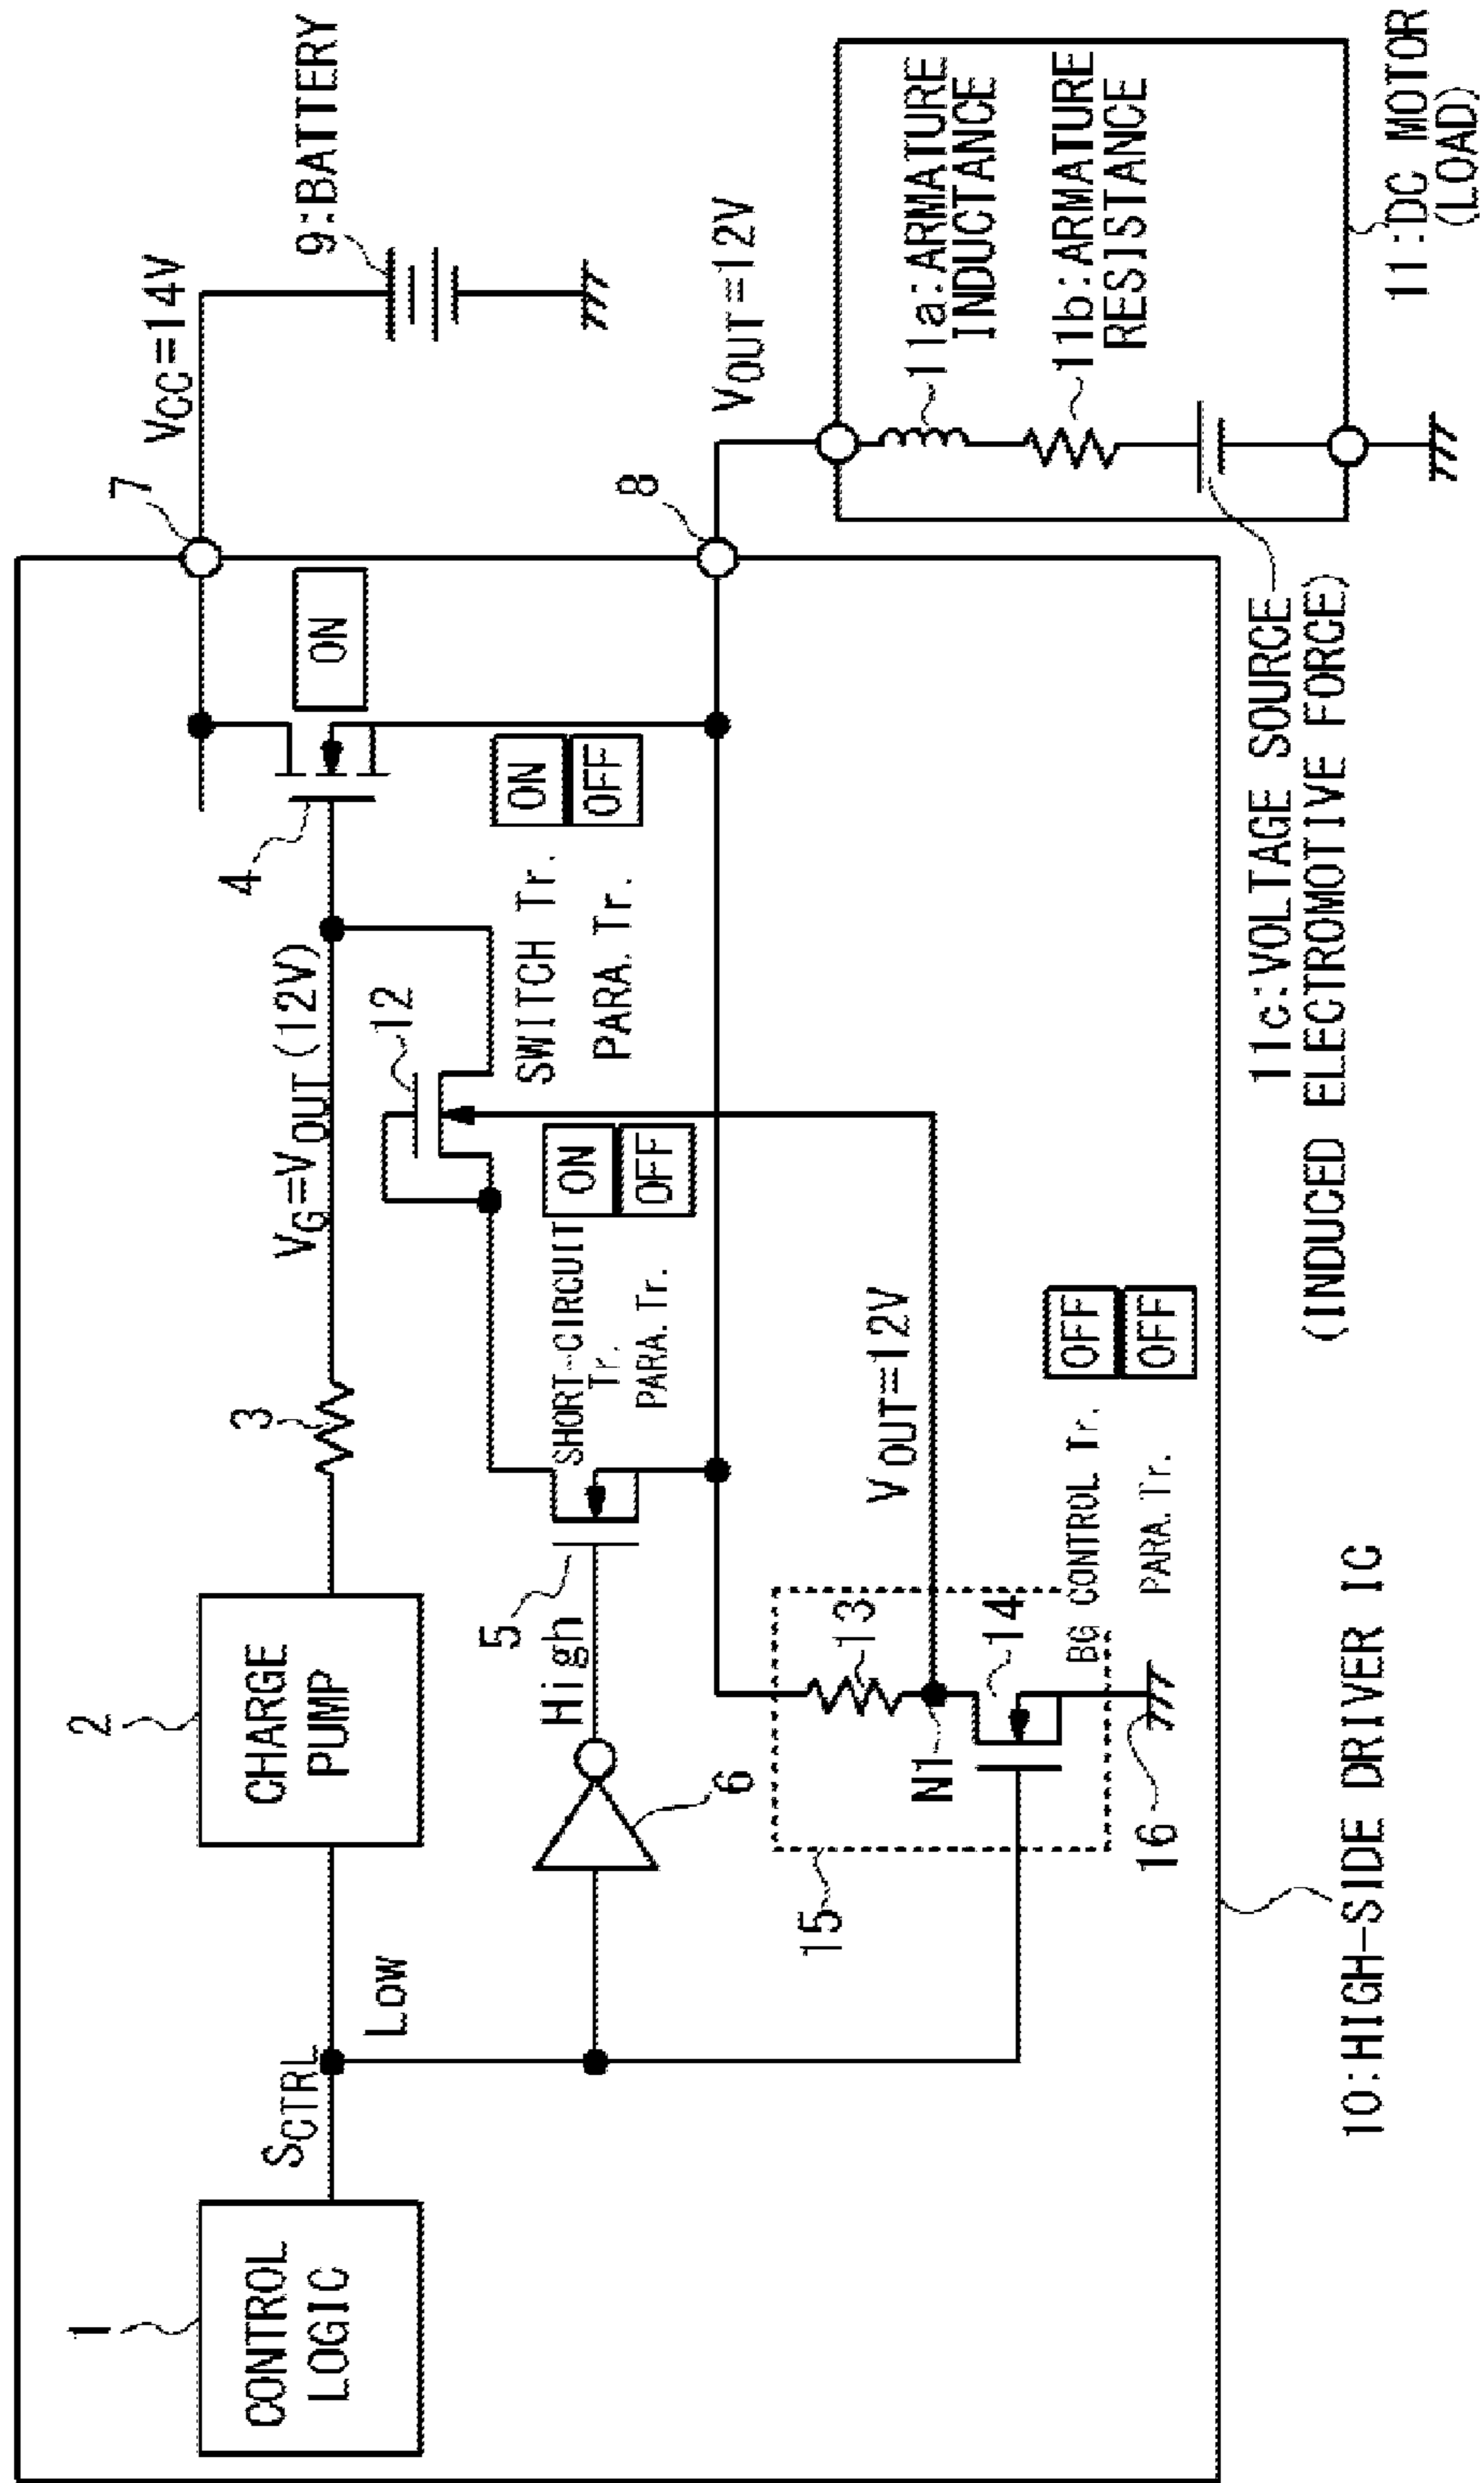 1
CONTROL
LOGIC
SCTRL
Low
2
CHARGE
PUMP
3
VG=VOUT (12V)
4
ON
7
VCC=14V
9:BATTERY
12
SWITCH Tr.
ON
PARA. Tr.
OFF
5
High
6
SHORT-CIRCUIT
Tr.
ON
PARA. Tr.
OFF
8
VOUT=12V
11a:ARMATURE
INDUCTANCE
11b:ARMATURE
RESISTANCE
11:DC MOTOR
(LOAD)
11c:VOLTAGE SOURCE
(INDUCED ELECTROMOTIVE FORCE)
VOUT=12V
13
N1
14
15
16
BG CONTROL Tr.
OFF
PARA. Tr.
OFF
10:HIGH-SIDE DRIVER IC